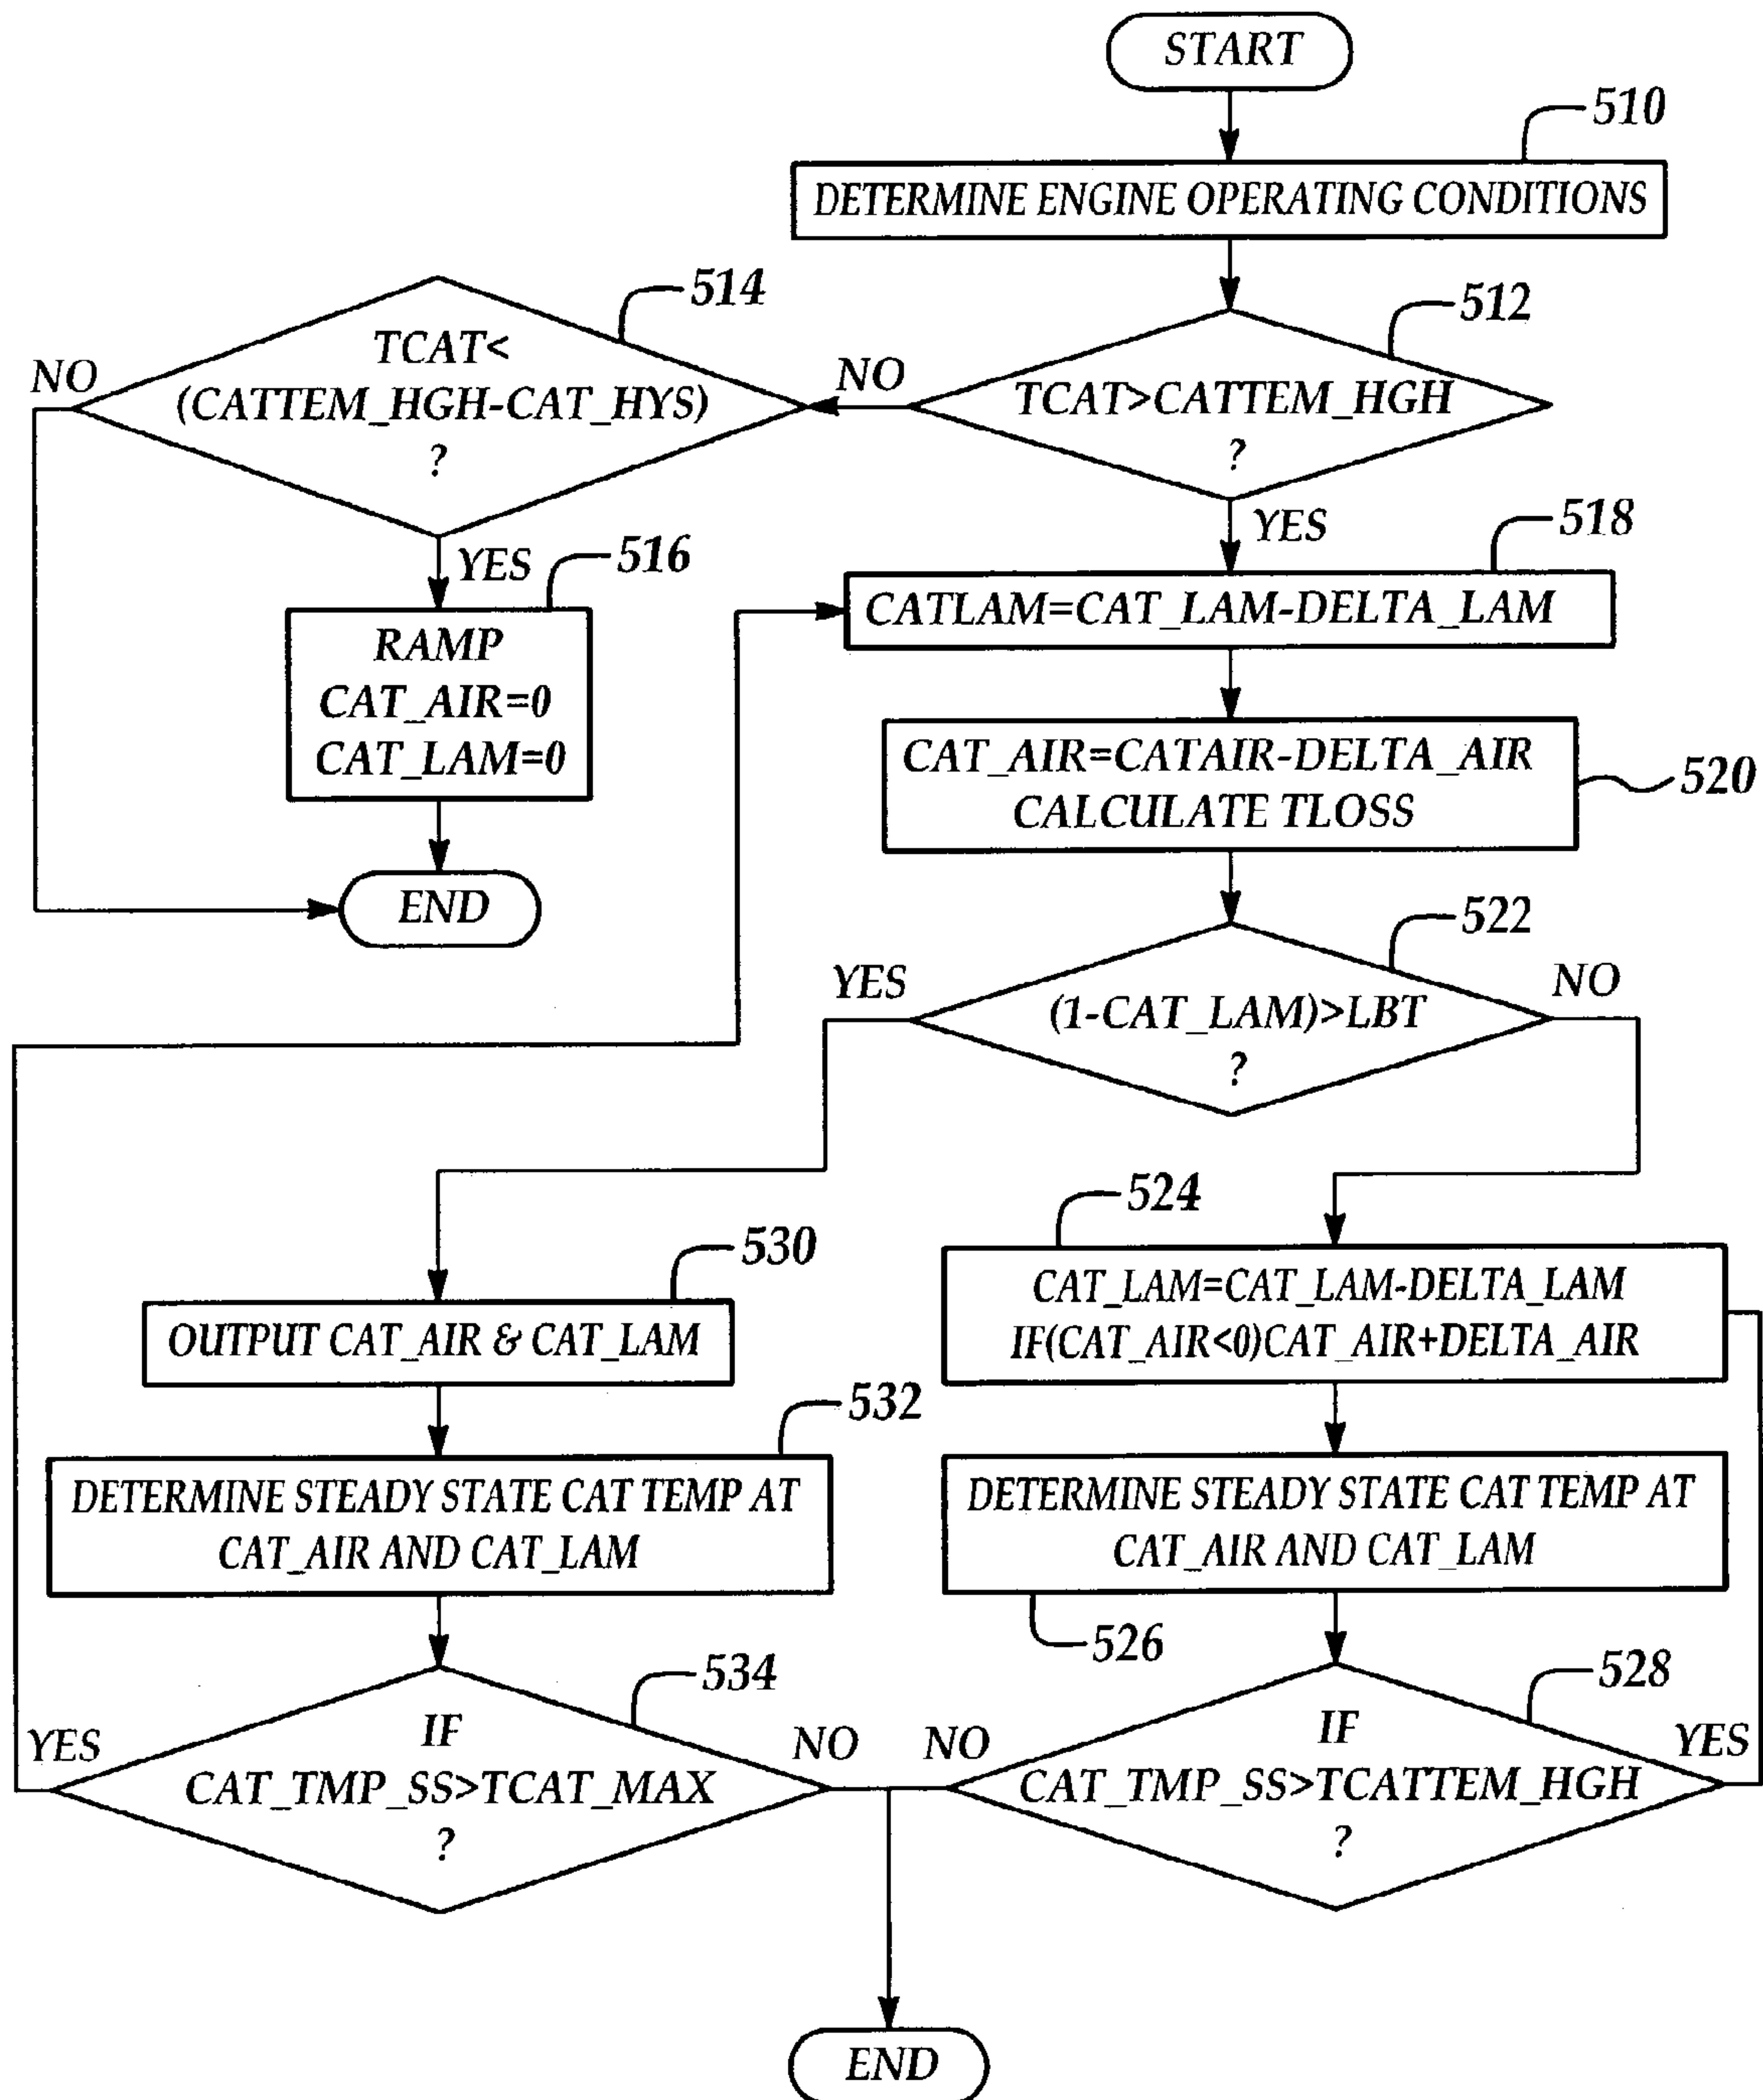 START
510
DETERMINE ENGINE OPERATING CONDITIONS
514
512
TCAT<
(CATTEM_HGH-CAT_HYS)
?
NO
NO
TCAT>CATTEM_HGH
?
YES
516
YES
518
RAMP
CAT_AIR=0
CAT_LAM=0
CATLAM=CAT_LAM-DELTA_LAM
CAT_AIR=CATAIR-DELTA_AIR
CALCULATE TLOSS
520
END
522
YES
NO
(1-CAT_LAM)>LBT
?
524
530
CAT_LAM=CAT_LAM-DELTA_LAM
IF(CAT_AIR<0)CAT_AIR+DELTA_AIR
OUTPUT CAT_AIR & CAT_LAM
532
DETERMINE STEADY STATE CAT TEMP AT
CAT_AIR AND CAT_LAM
DETERMINE STEADY STATE CAT TEMP AT
CAT_AIR AND CAT_LAM
526
534
528
YES
IF
CAT_TMP_SS>TCAT_MAX
?
NO
NO
IF
CAT_TMP_SS>TCATTEM_HGH
?
YES
END